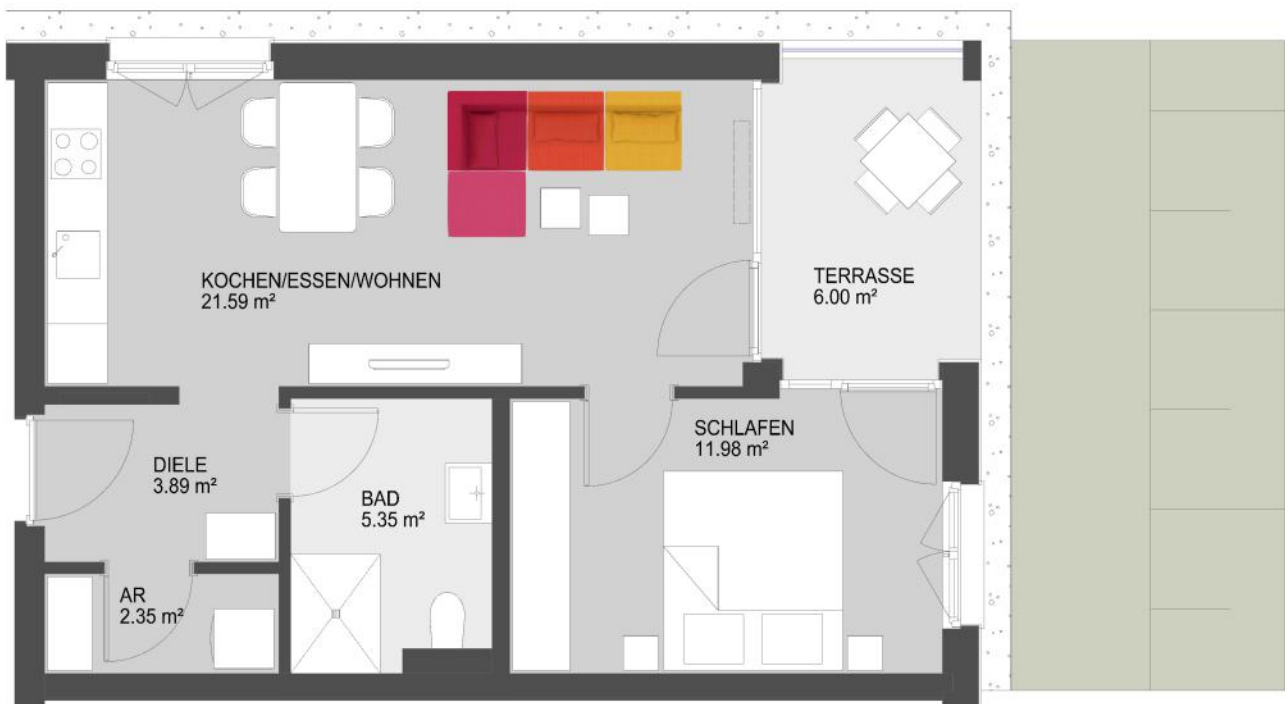 KOCHEN/ESSEN/WOHNEN
21.59 m²
TERRASSE
6.00 m²
SCHLAFEN
11.98 m²
DIELE
3.89 m²
BAD
5.35 m²
AR
2.35 m²